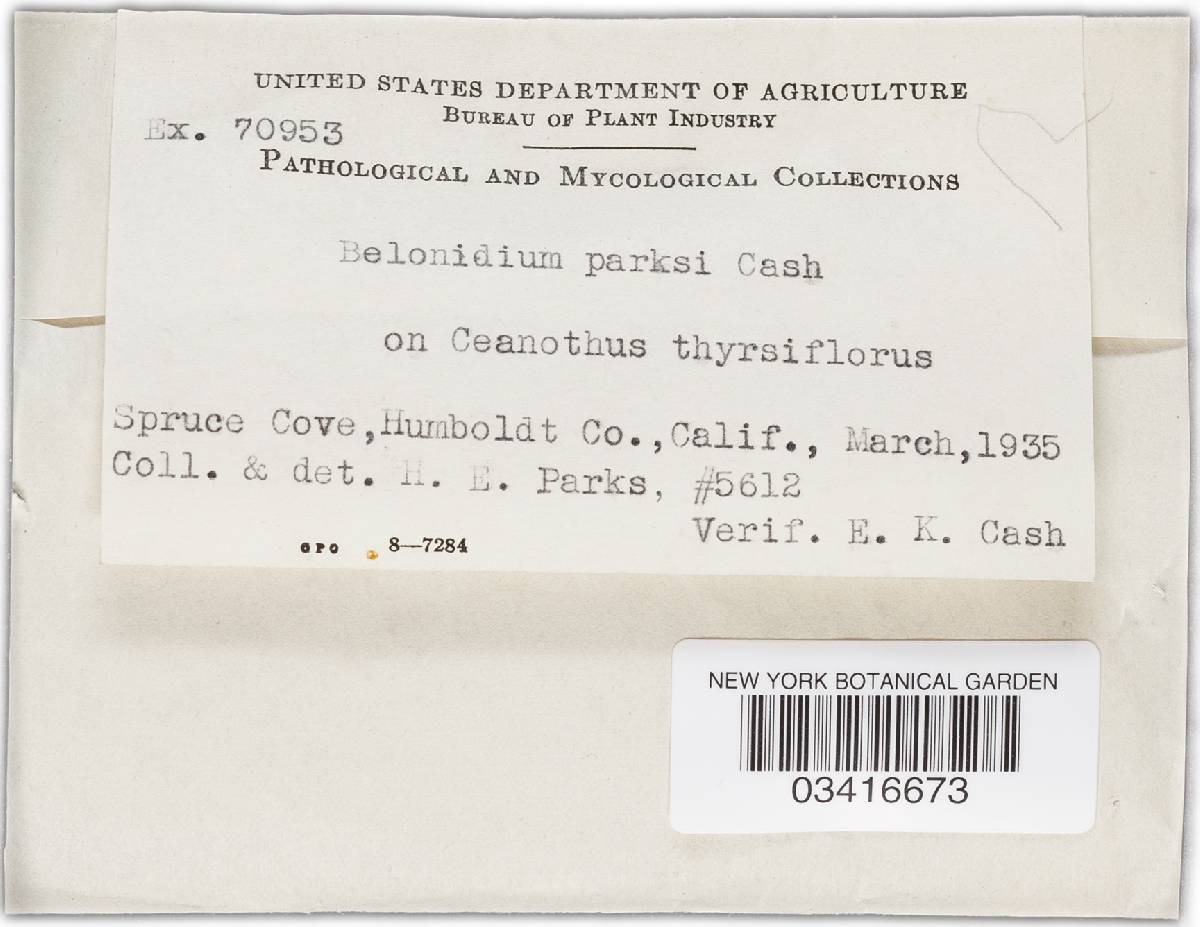 UNITED STATES DEPARTMENT OF AGRICULTURE
BUREAU OF PLANT INDUSTRY
Ex. 70953
PATHOLOGICAL AND MYCOLOGICAL COLLECTIONS
Belonidium parksi Cash
on Ceanothus thyrsiflorus
Spruce Cove,Humboldt Co.,Calif., March,1935
Coll. & det. H. E. Parks, #5612
Verif. E. K. Cash
GPO 8—7284
NEW YORK BOTANICAL GARDEN
03416673